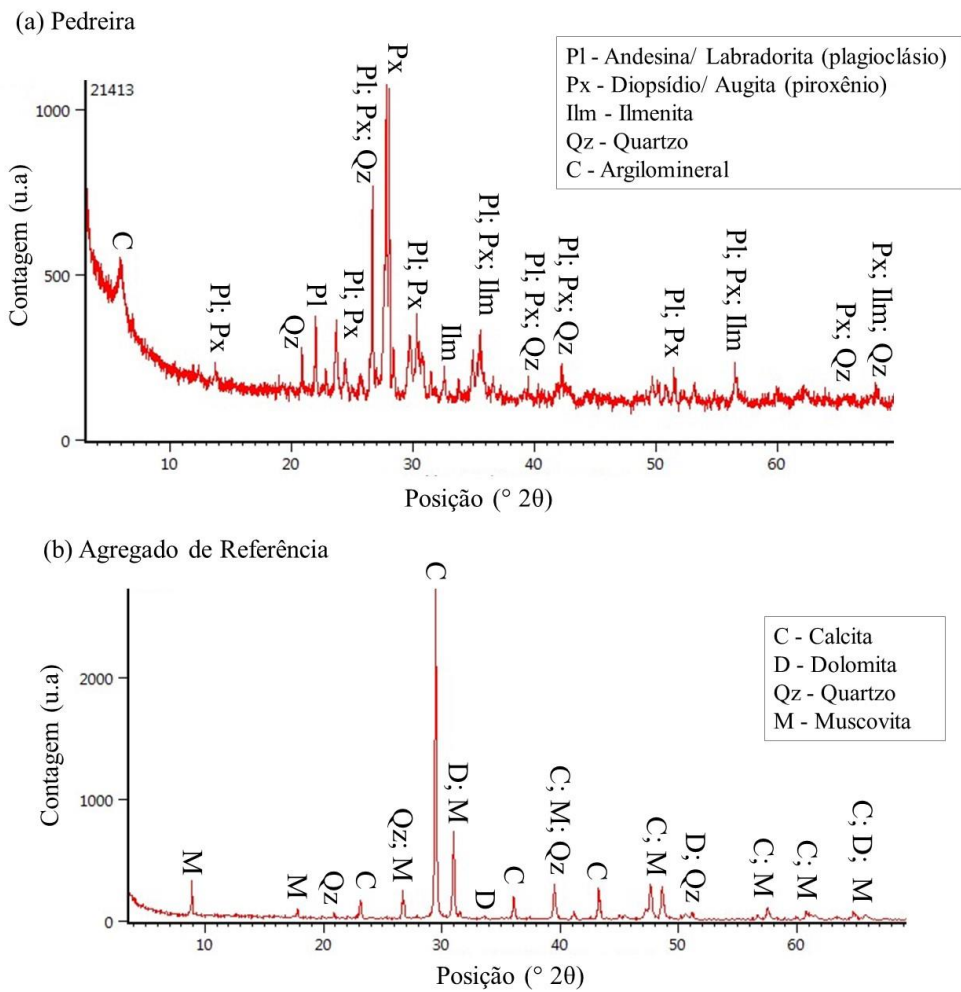 (a) Pedreira
Pl - Andesina/ Labradorita (plagioclásio)
Px - Diopsídio/ Augita (piroxênio)
Ilm - Ilmenita
Qz - Quartzo
C - Argilomineral
21413
Contagem (u.a)
1000
500
0
C
Pl; Px
Qz
Pl
Pl; Px
Pl; Px; Qz
Px
Pl; Px
Ilm
Pl; Px; Ilm
Pl; Px; Qz
Pl; Px; Qz
Pl; Px
Pl; Px; Ilm
Px; Qz
Px; Ilm; Qz
10 20 30 40 50 60
Posição (° 2θ)
(b) Agregado de Referência
C - Calcita
D - Dolomita
Qz - Quartzo
M - Muscovita
Contagem (u.a)
2000
1000
0
M
M
Qz
C
Qz; M
C
D; M
D
C
C; M; Qz
C
C; M
D; Qz
C; M
C; M
C; D; M
10 20 30 40 50 60
Posição (° 2θ)